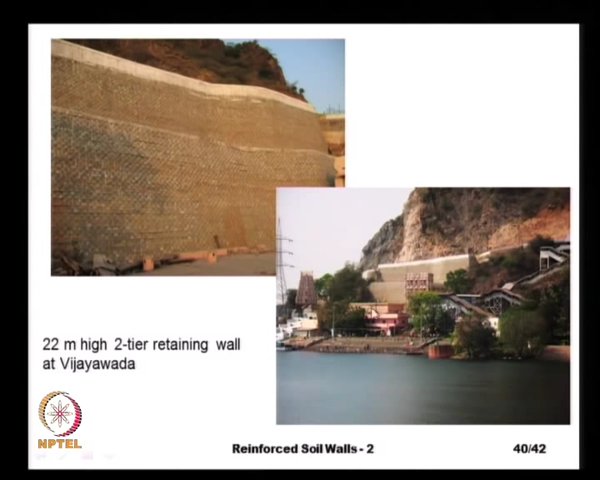 22 m high 2-tier retaining wall
at Vijayawada
NPTEL
Reinforced Soil Walls - 2
40/42